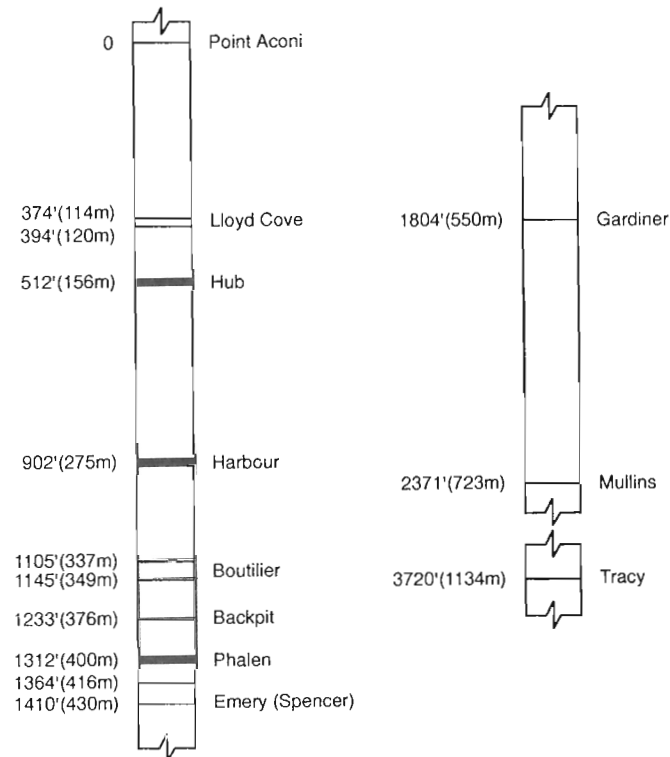 0 Point Aconi
374'(114m)
Lloyd Cove
394'(120m)
512'(156m) Hub
902'(275m) Harbour
1105'(337m)
Boutilier
1145'(349m)
1233'(376m) Backpit
1312'(400m) Phalen
1364'(416m)
1410'(430m) Emery (Spencer)
1804'(550m) Gardiner
2371'(723m) Mullins
3720'(1134m) Tracy